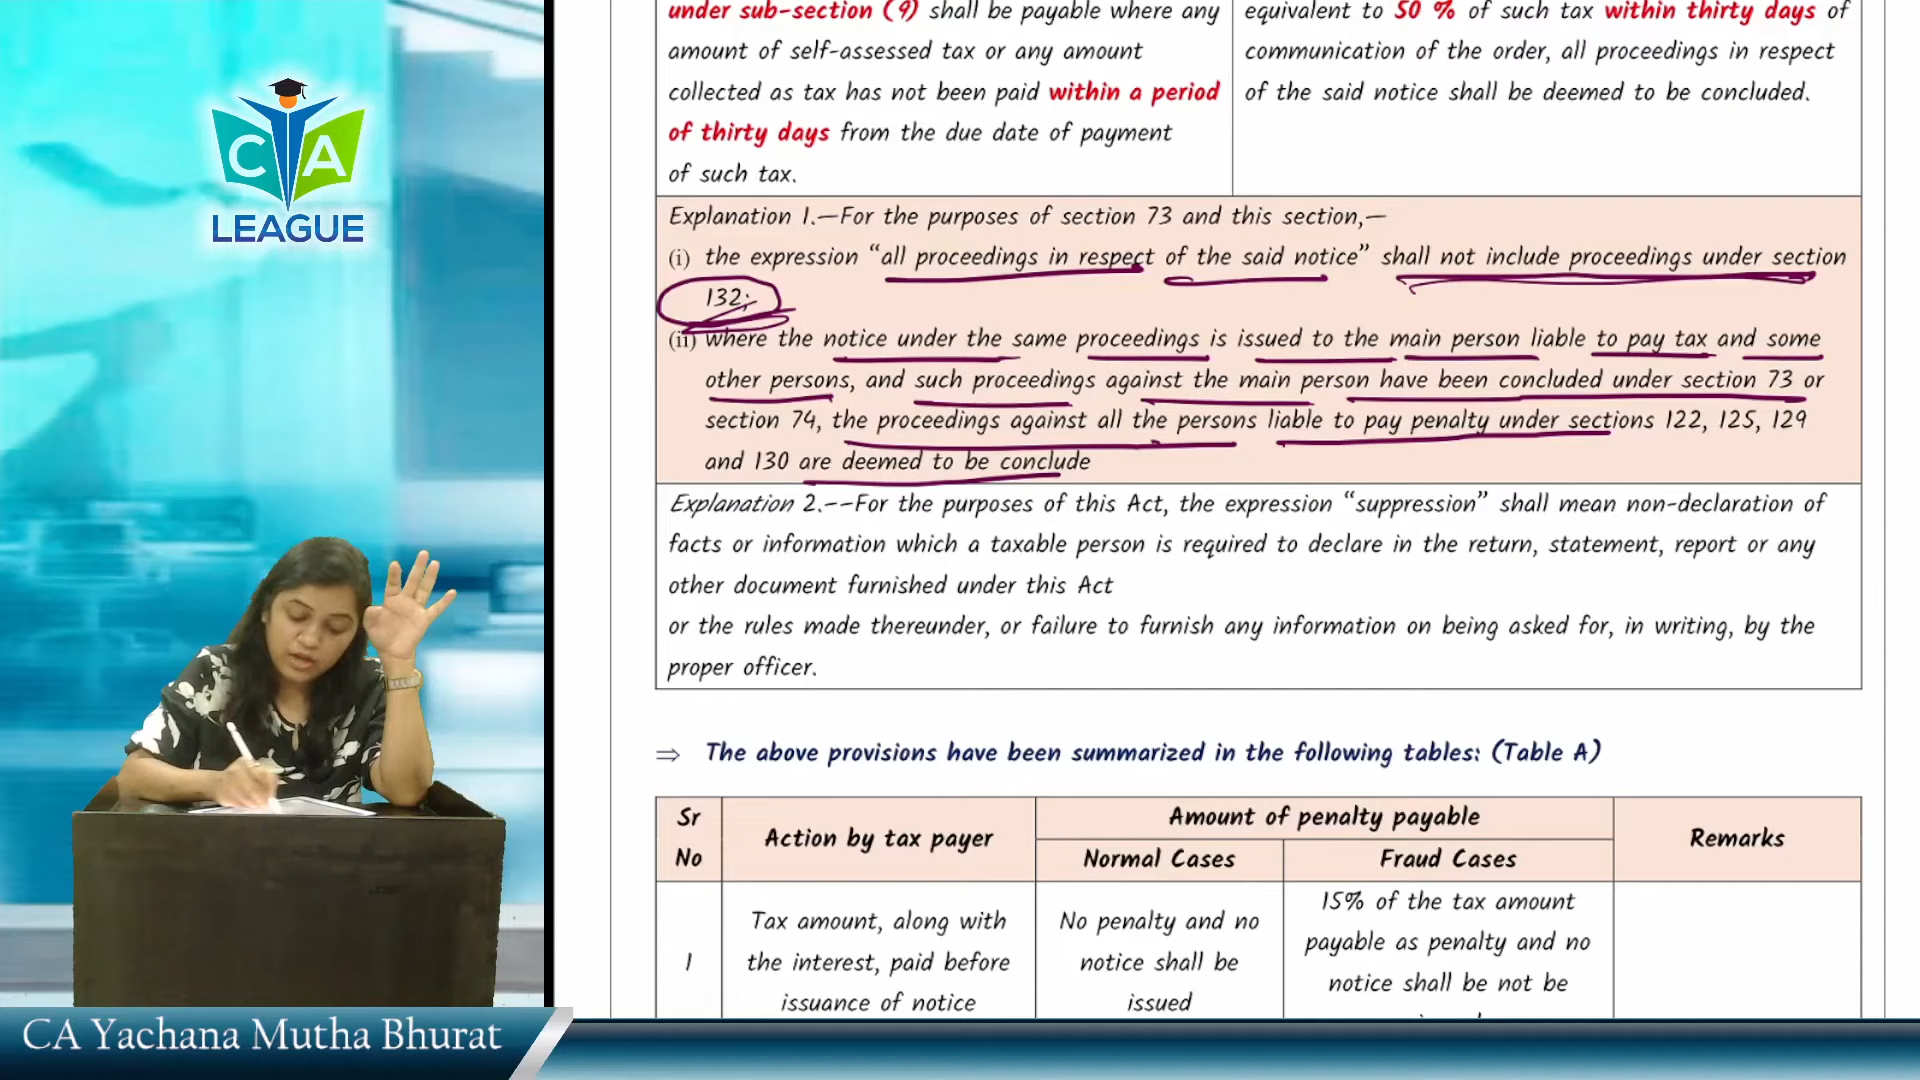 CA
LEAGUE
under sub-section (9) shall be payable where any
amount of self-assessed tax or any amount
collected as tax has not been paid within a period
of thirty days from the due date of payment
of such tax.
equivalent to 50 % of such tax within thirty days of
communication of the order, all proceedings in respect
of the said notice shall be deemed to be concluded.
Explanation 1.—For the purposes of section 73 and this section,—
(i) the expression “all proceedings in respect of the said notice” shall not include proceedings under section
132;
(ii) where the notice under the same proceedings is issued to the main person liable to pay tax and some
other persons, and such proceedings against the main person have been concluded under section 73 or
section 74, the proceedings against all the persons liable to pay penalty under sections 122, 125, 129
and 130 are deemed to be conclude
Explanation 2.--For the purposes of this Act, the expression “suppression” shall mean non-declaration of
facts or information which a taxable person is required to declare in the return, statement, report or any
other document furnished under this Act
or the rules made thereunder, or failure to furnish any information on being asked for, in writing, by the
proper officer.
⇒ The above provisions have been summarized in the following tables: (Table A)
Sr
No
Action by tax payer
Amount of penalty payable
Normal Cases
Fraud Cases
Remarks
1
Tax amount, along with
the interest, paid before
issuance of notice
No penalty and no
notice shall be
issued
15% of the tax amount
payable as penalty and no
notice shall be not be
CA Yachana Mutha Bhurat